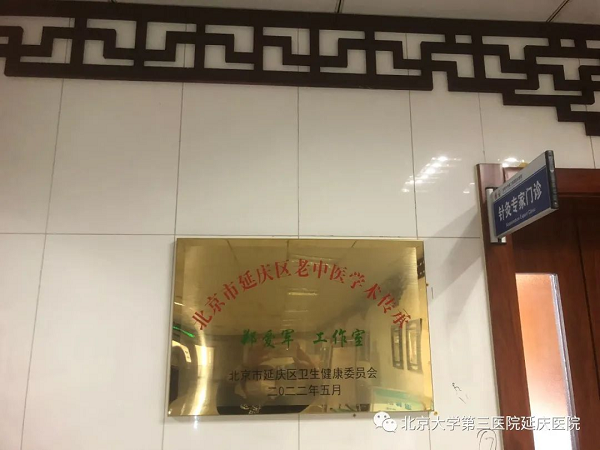 针灸专家门诊
北京市延庆区老中医学术传承
郑爱军 工作室
北京市延庆区卫生健康委员会
二〇二二年五月
北京大学第三医院延庆医院